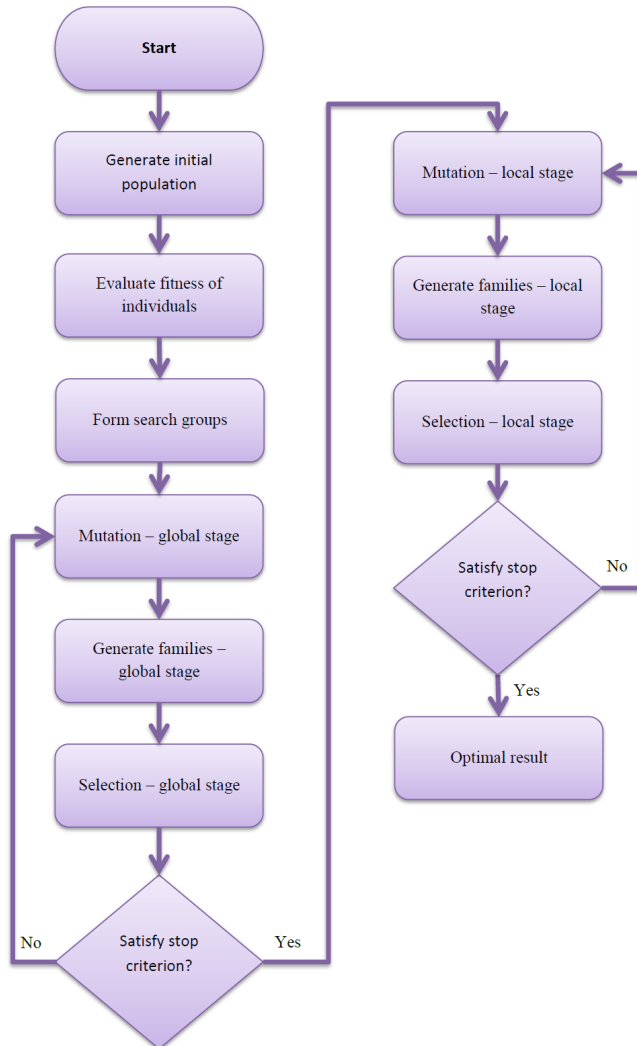 Start
Generate initial
population
Evaluate fitness of
individuals
Form search groups
Mutation – global stage
Generate families –
global stage
Selection – global stage
Satisfy stop
criterion?
No
Yes
Mutation – local stage
Generate families – local
stage
Selection – local stage
Satisfy stop
criterion?
No
Yes
Optimal result